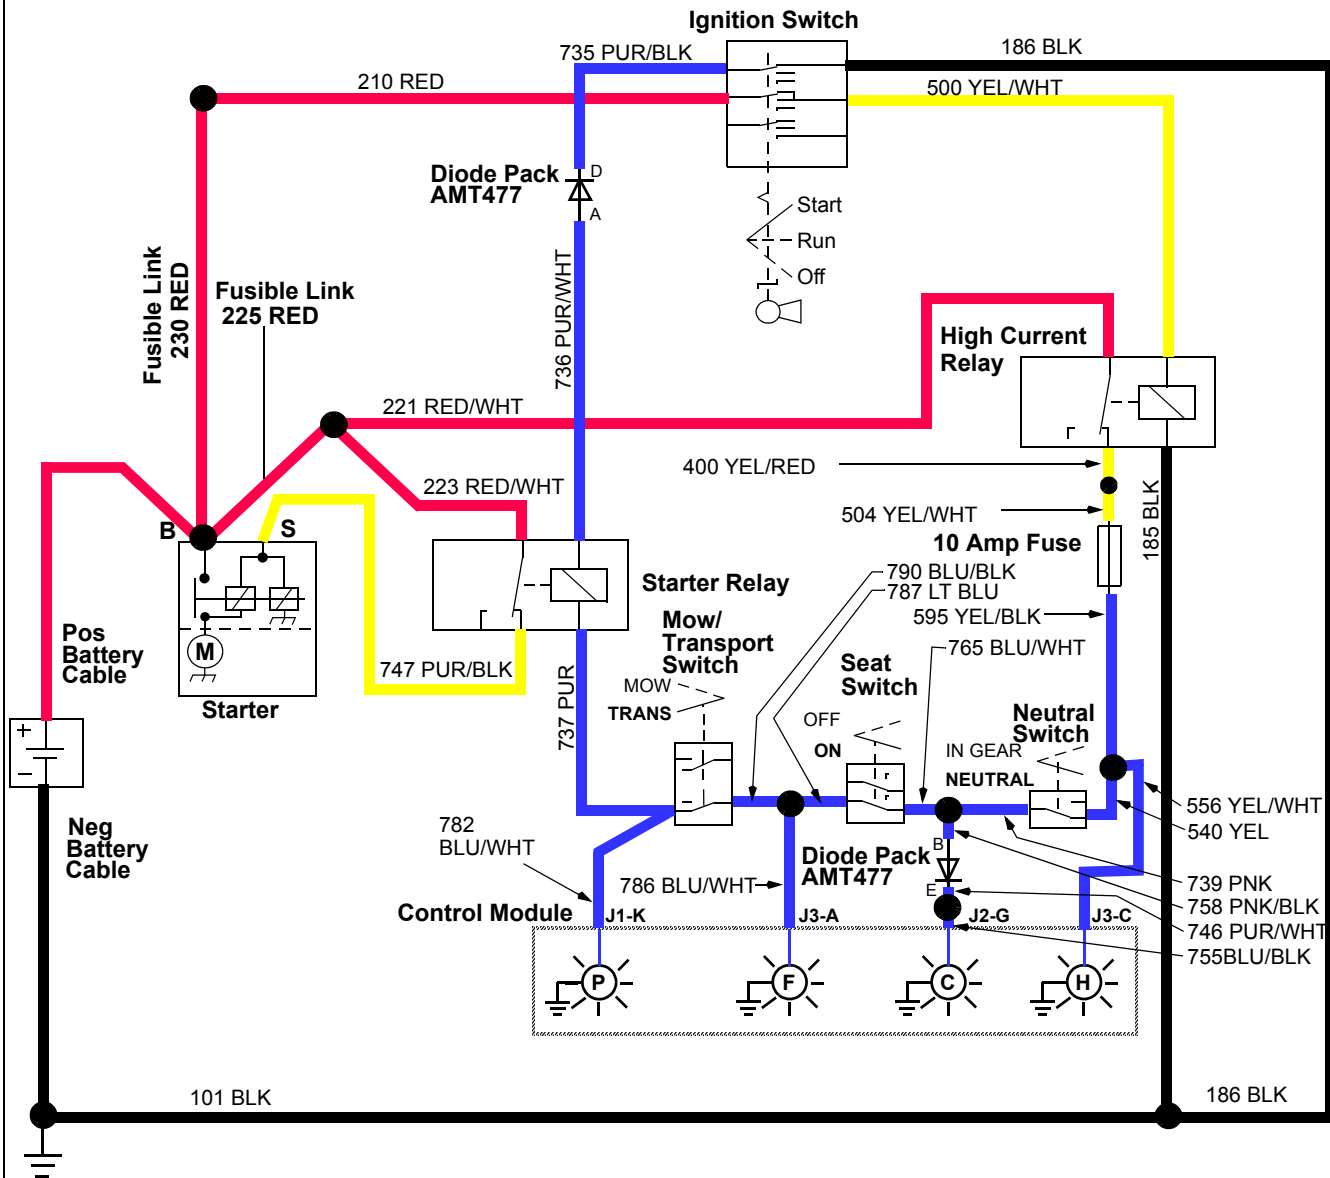 Ignition Switch
735 PUR/BLK
186 BLK
210 RED
500 YEL/WHT
Diode Pack
AMT477
D
A
Start
Run
Off
Fusible Link
230 RED
Fusible Link
225 RED
736 PUR/WHT
High Current
Relay
221 RED/WHT
400 YEL/RED
223 RED/WHT
504 YEL/WHT
185 BLK
B
S
10 Amp Fuse
790 BLU/BLK
787 LT BLU
Starter Relay
595 YEL/BLK
Mow/
Transport
Switch
765 BLU/WHT
Pos
Battery
Cable
M
747 PUR/BLK
Seat
Switch
MOW
TRANS
Starter
737 PUR
OFF
ON
Neutral
Switch
IN GEAR
NEUTRAL
+
−
556 YEL/WHT
540 YEL
Neg
Battery
Cable
782
BLU/WHT
Diode Pack
AMT477
B
E
786 BLU/WHT
739 PNK
758 PNK/BLK
746 PUR/WHT
755BLU/BLK
Control Module
J1-K
J3-A
J2-G
J3-C
P
F
C
H
101 BLK
186 BLK